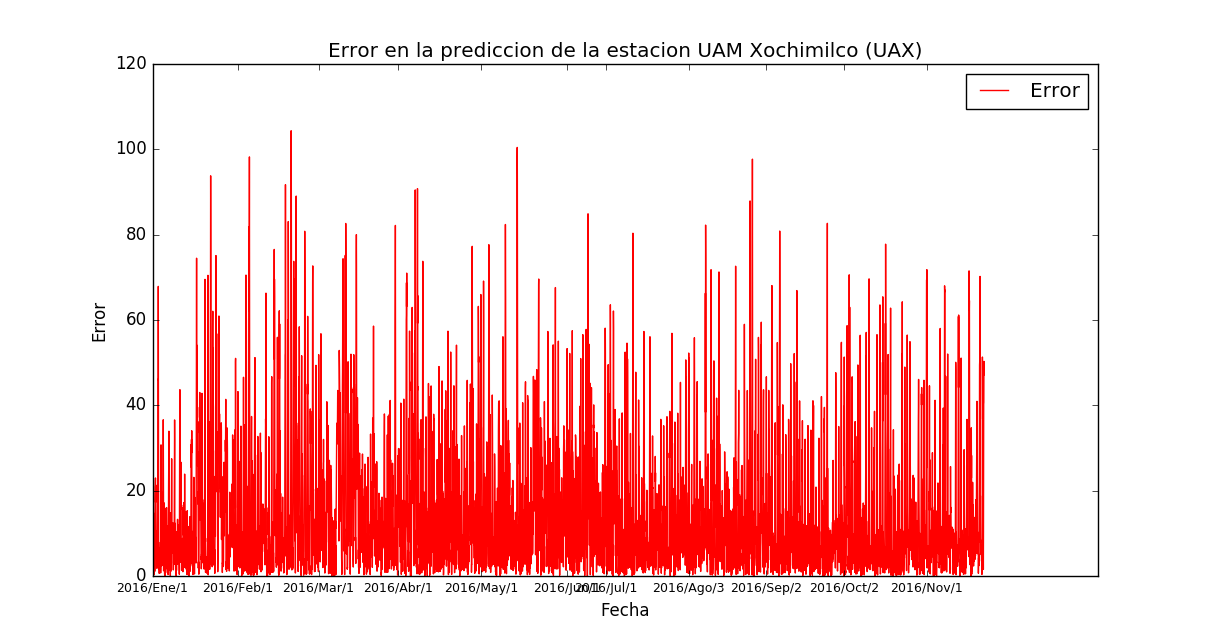 Error en la prediccion de la estacion UAM Xochimilco (UAX)
Error
120
100
80
60
40
20
0
Error
2016/Ene/1 2016/Feb/1 2016/Mar/1 2016/Abr/1 2016/May/1 2016/Jun/1 2016/Jul/1 2016/Ago/3 2016/Sep/2 2016/Oct/2 2016/Nov/1
Fecha